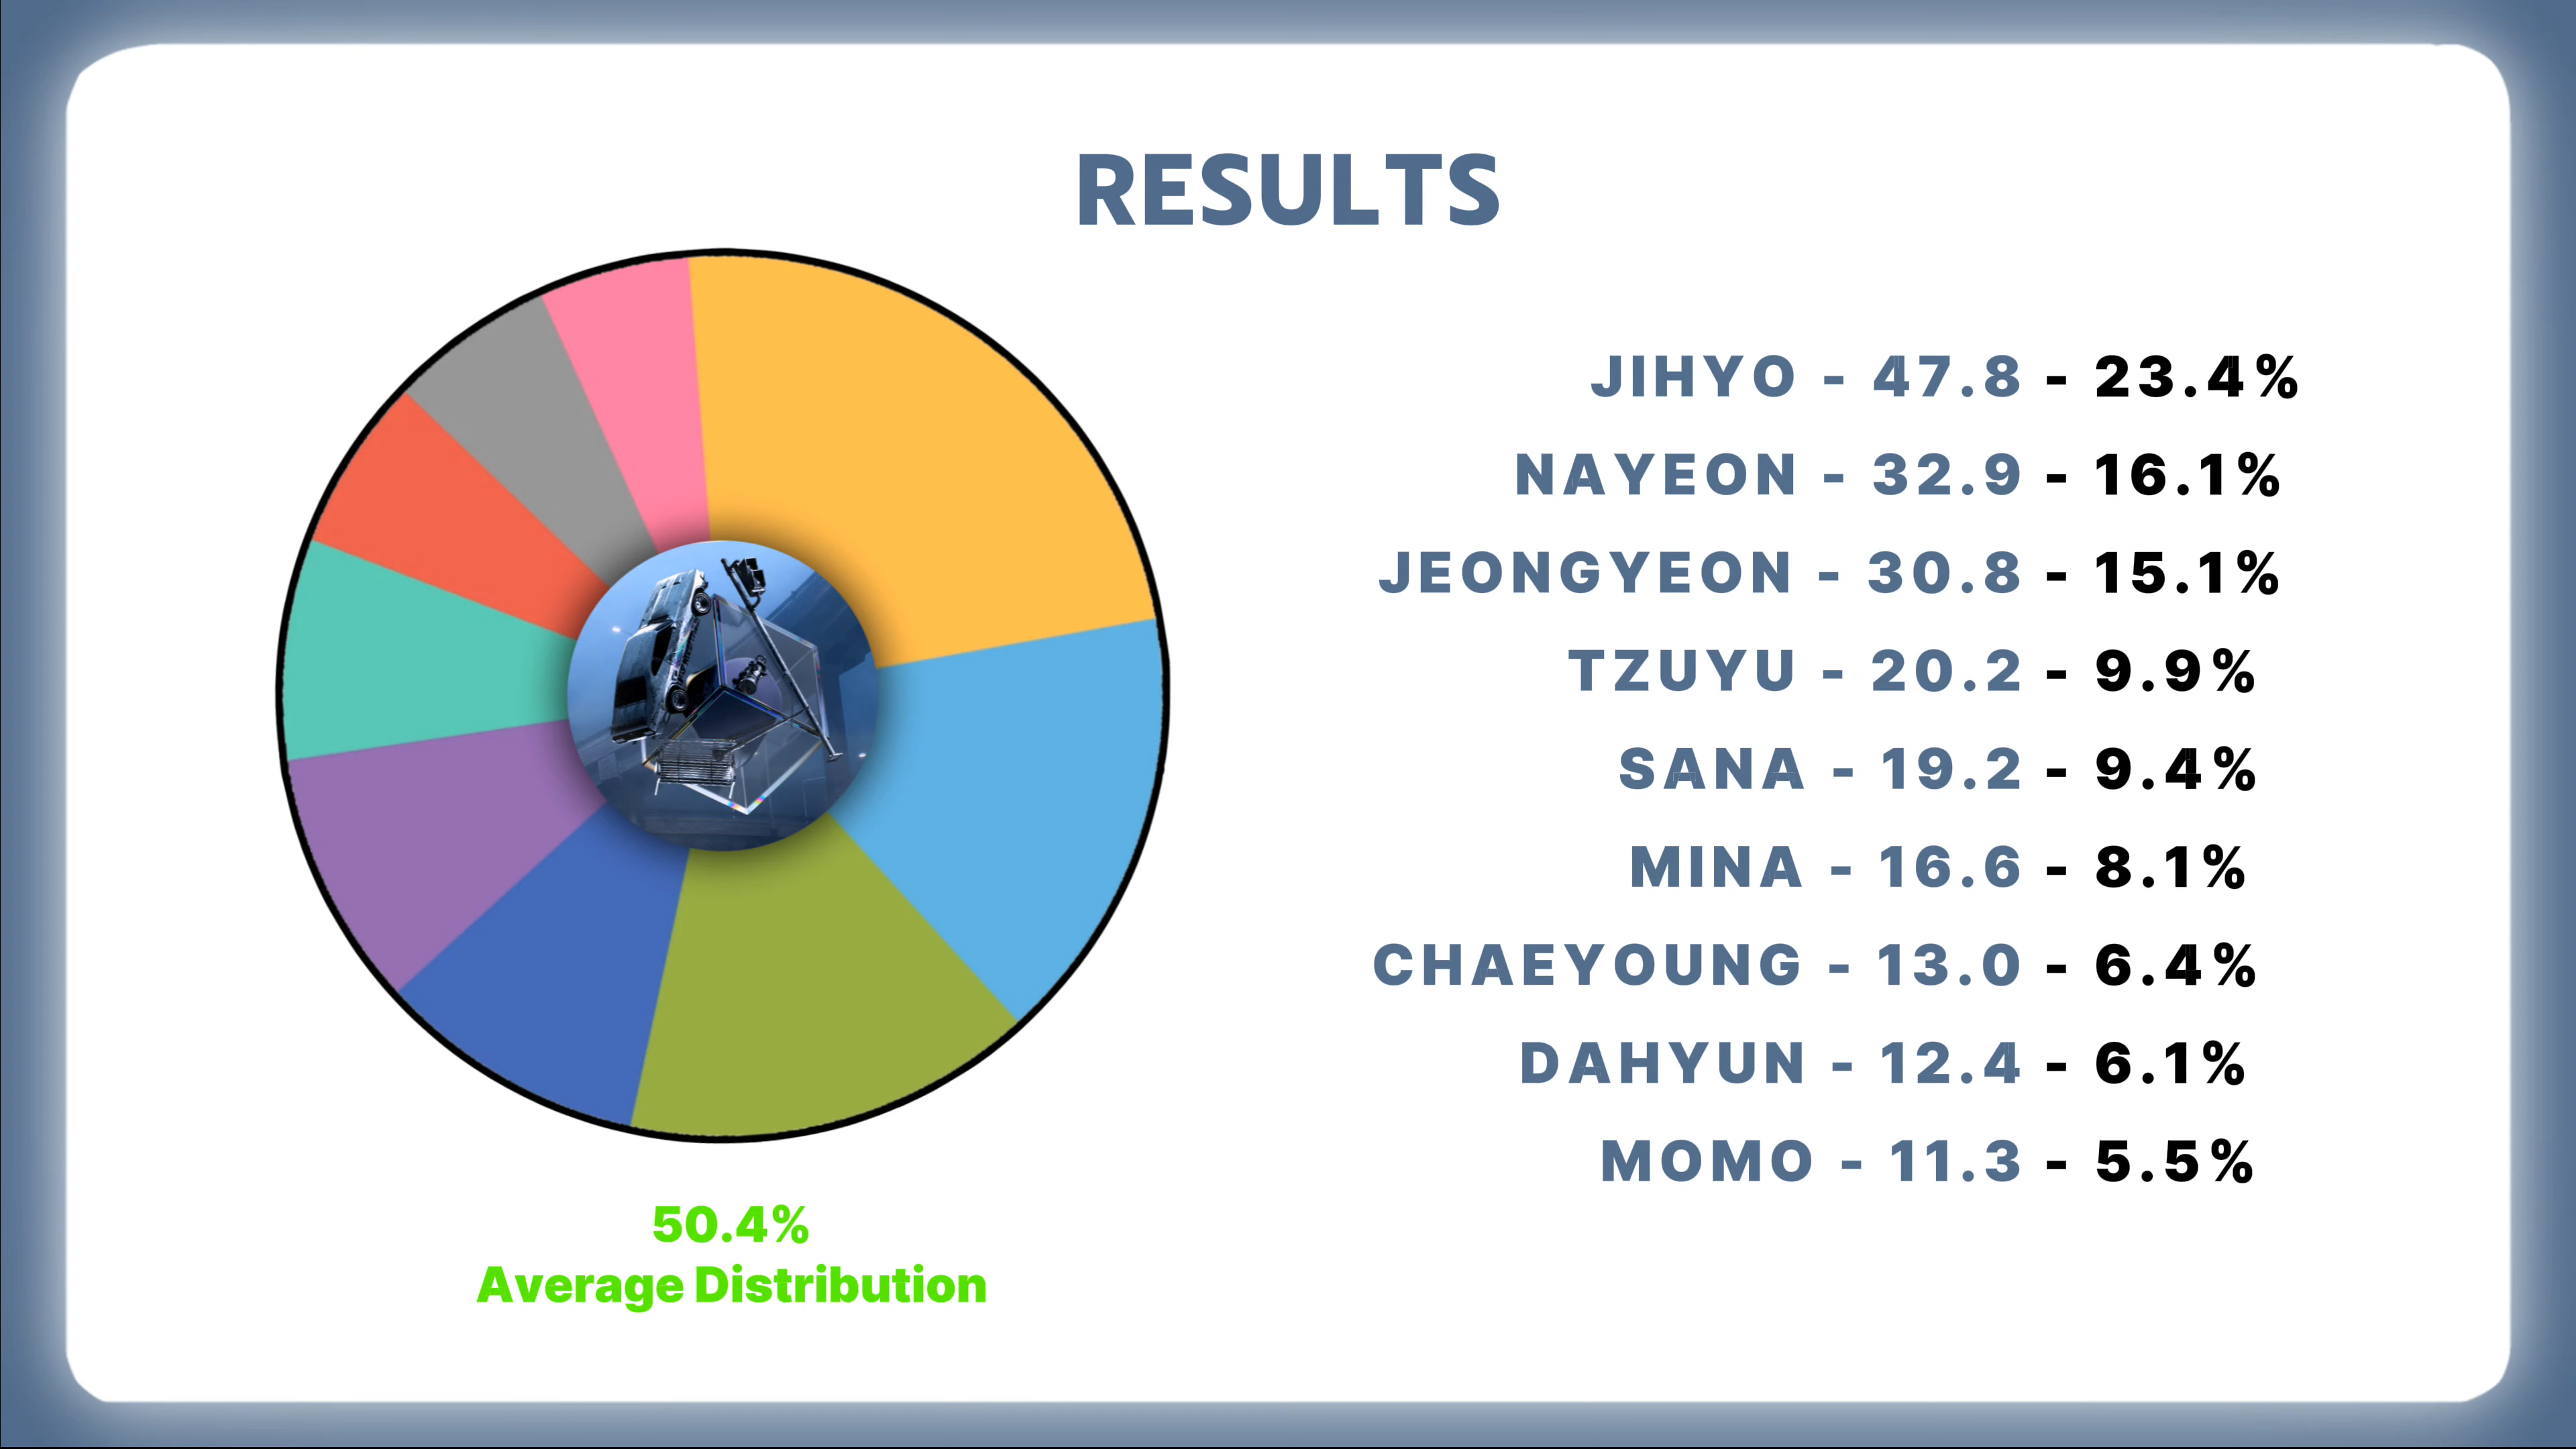 RESULTS
JIHYO - 47.8 - 23.4%
NAYEON - 32.9 - 16.1%
JEONGYEON - 30.8 - 15.1%
TZUYU - 20.2 - 9.9%
SANA - 19.2 - 9.4%
MINA - 16.6 - 8.1%
CHAEYOUNG - 13.0 - 6.4%
DAHYUN - 12.4 - 6.1%
MOMO - 11.3 - 5.5%
50.4%
Average Distribution